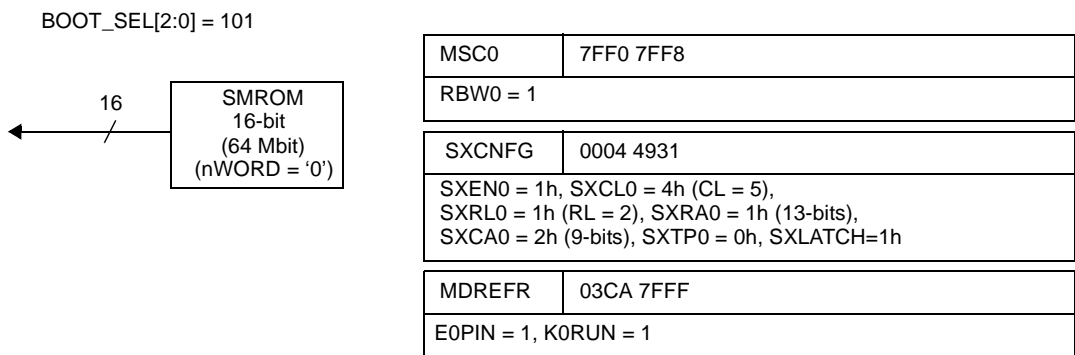 BOOT_SEL[2:0] = 101
16
SMROM
16-bit
(64 Mbit)
(nWORD = ‘0’)
MSC0 7FF0 7FF8
RBW0 = 1
SXCNFG 0004 4931
SXEN0 = 1h, SXCL0 = 4h (CL = 5),
SXRL0 = 1h (RL = 2), SXRA0 = 1h (13-bits),
SXCA0 = 2h (9-bits), SXTP0 = 0h, SXLATCH=1h
MDREFR 03CA 7FFF
E0PIN = 1, K0RUN = 1